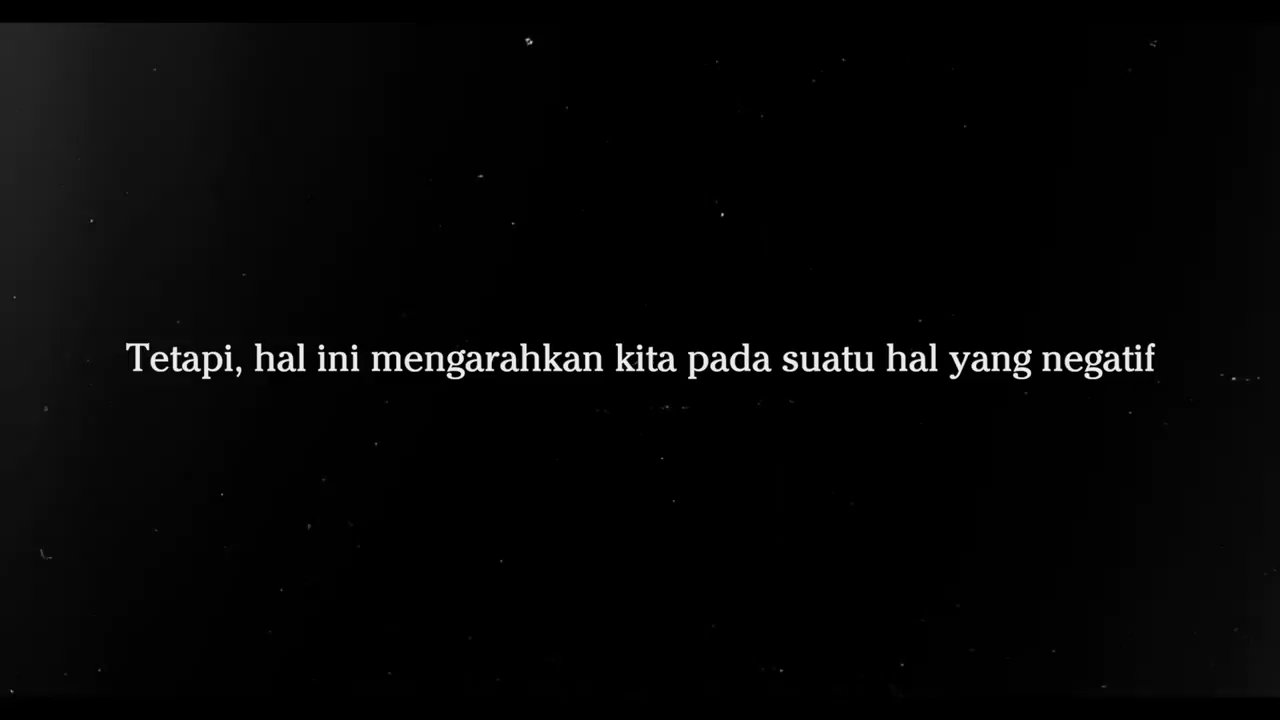 Tetapi, hal ini mengarahkan kita pada suatu hal yang negatif